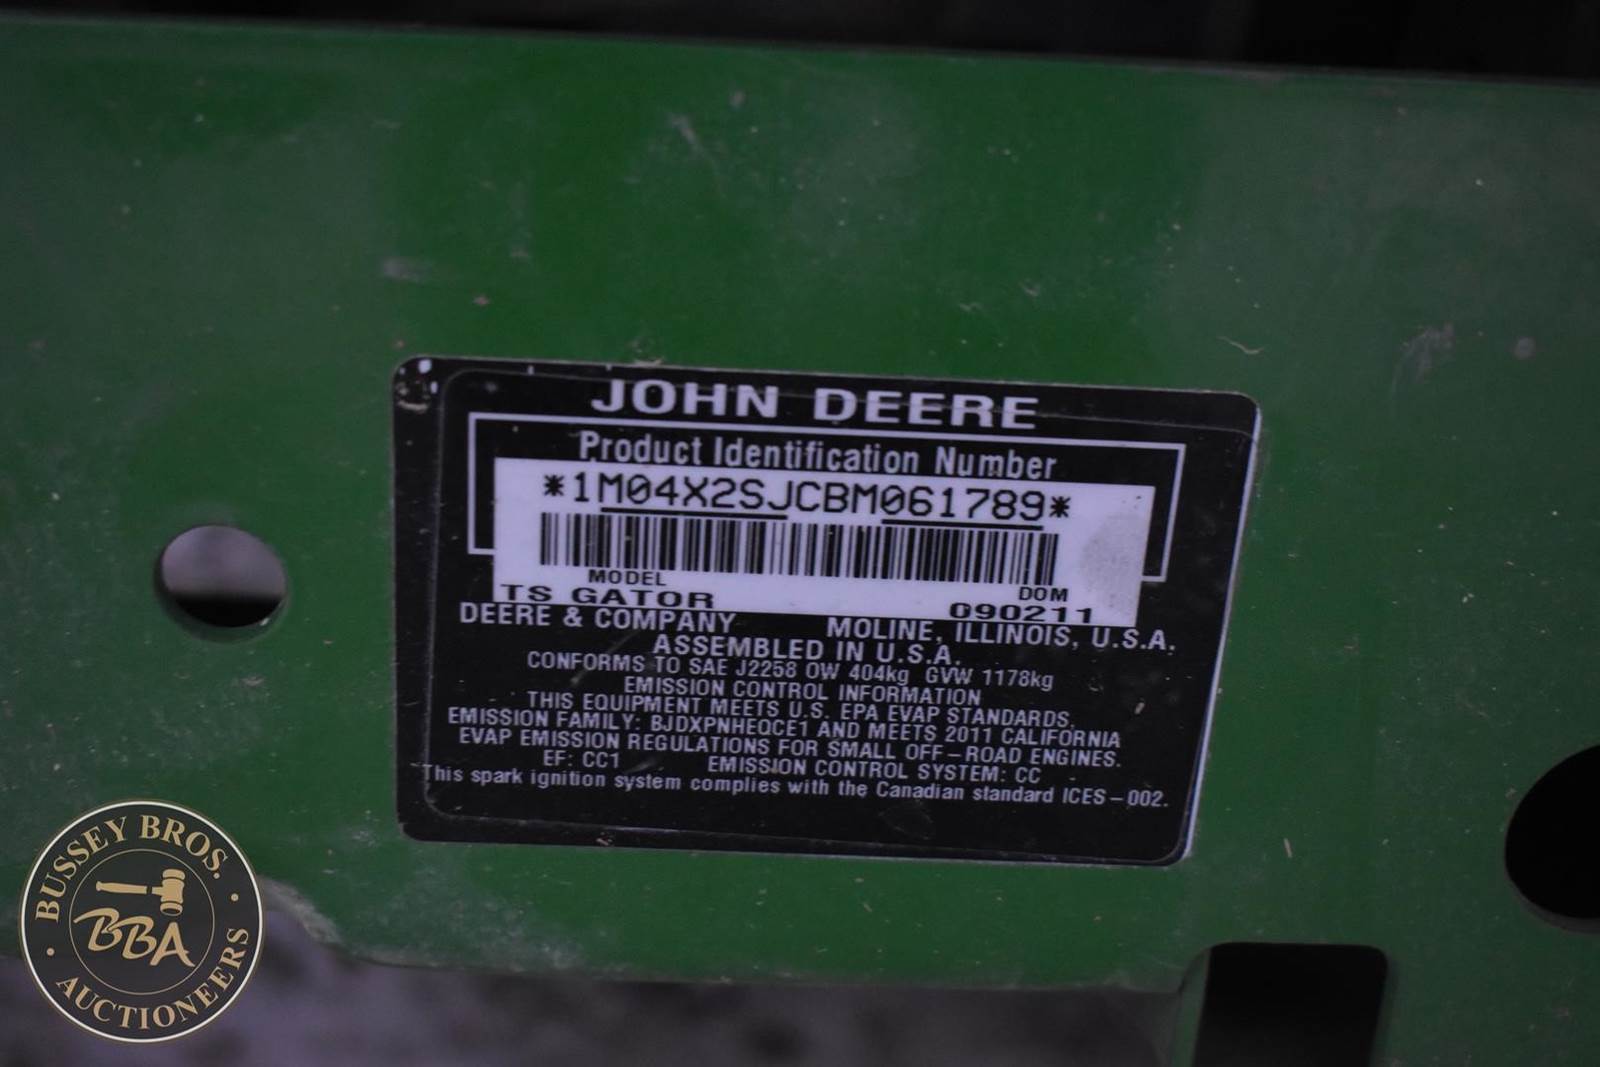 JOHN DEERE
Product Identification Number
*1M04X2SJCBM061789*
MODEL DOM
TS GATOR 090211
DEERE & COMPANY MOLINE, ILLINOIS, U.S.A.
ASSEMBLED IN U.S.A.
CONFORMS TO SAE J2258 OW 404kg GVW 1178kg
EMISSION CONTROL INFORMATION
THIS EQUIPMENT MEETS U.S. EPA EVAP STANDARDS.
EMISSION FAMILY: BJDXPNHEQCE1 AND MEETS 2011 CALIFORNIA
EVAP EMISSION REGULATIONS FOR SMALL OFF-ROAD ENGINES.
EF: CC1 EMISSION CONTROL SYSTEM: CC
This spark ignition system complies with the Canadian standard ICES-002.
BUSSEY BROS.
BBA
AUCTIONEERS